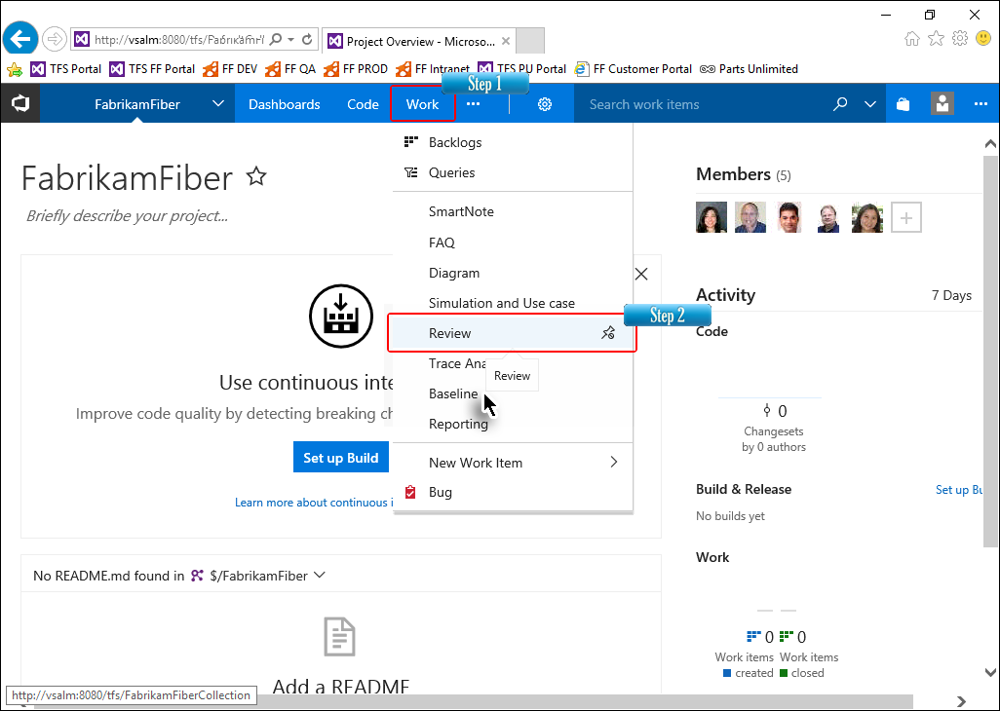 http://vsalm:8080/tfs/
Project Overview - Microso...
TFS Portal
TFS FF Portal
FF DEV
FF QA
FF PROD
FF Intranet
TFS PU Portal
FF Customer Portal
Parts Unlimited
Step 1
FabrikamFiber
Dashboards
Code
Work
Search work items
Backlogs
Queries
SmartNote
FAQ
Diagram
Simulation and Use case
Review
Step 2
Trace Ana
Review
Baseline
Reporting
New Work Item
Bug
FabrikamFiber
Briefly describe your project...
Use continuous inte
Improve code quality by detecting breaking ch
Set up Build
Learn more about continuous i
No README.md found in $/FabrikamFiber
Add a README
Members (5)
Activity
7 Days
Code
0
Changesets
by 0 authors
Build & Release
Set up Bu
No builds yet
Work
0 0
Work items Work items
created closed
http://vsalm:8080/tfs/FabrikamFiberCollection